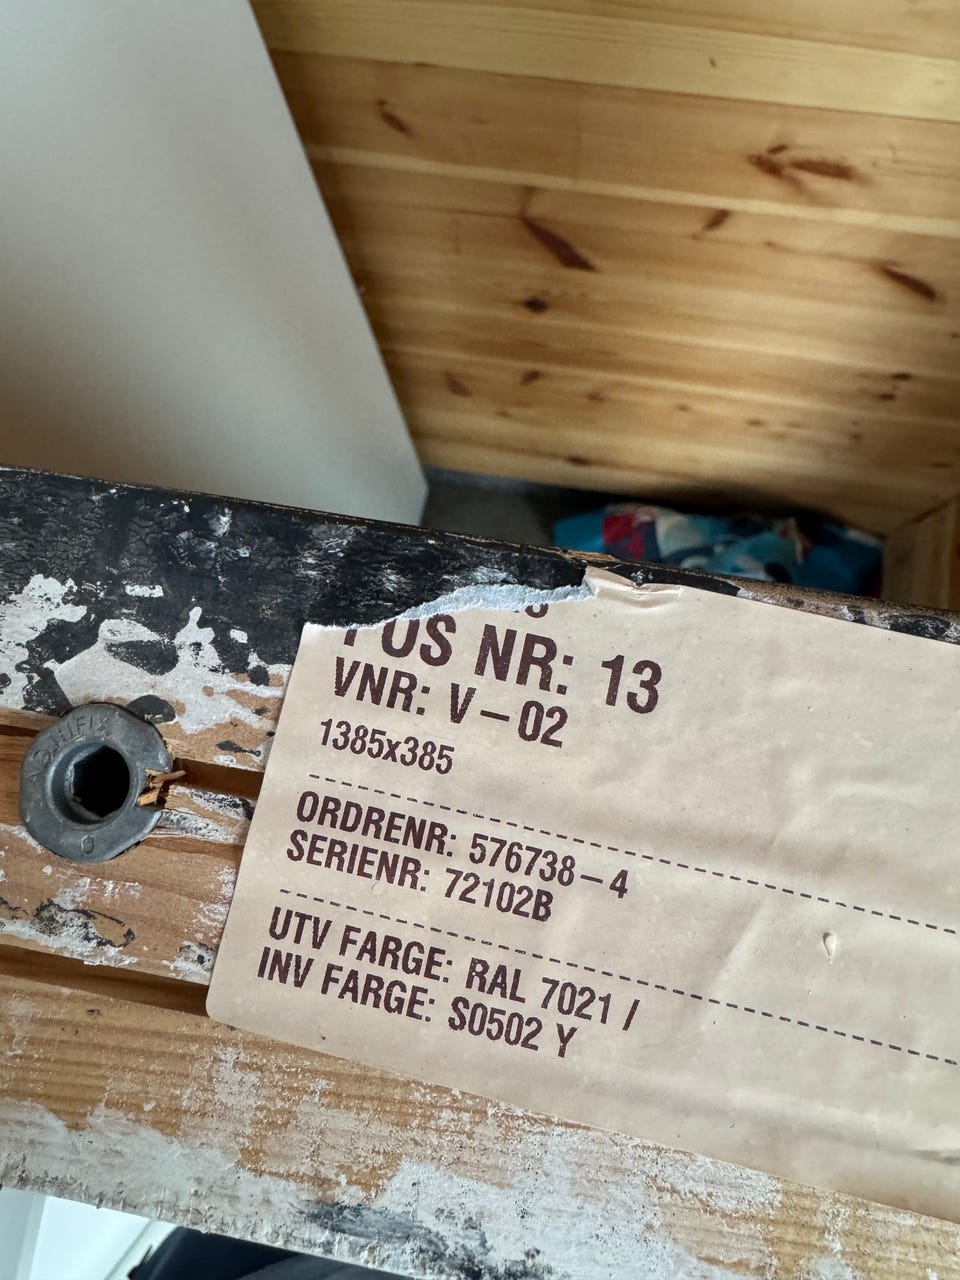 POS NR: 13
VNR: V-02
1385x385
ORDRENR: 576738-4
SERIENR: 72102B
UTV FARGE: RAL 7021 /
INV FARGE: S0502 Y